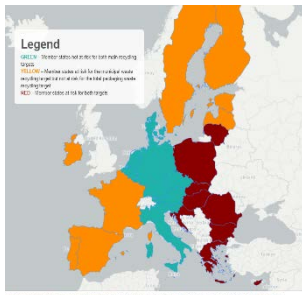 Legend
GREEN - Member states not at risk for both main recycling
targets
YELLOW - Member states at risk for the municipal waste
recycling target but not at risk for the total packaging waste
recycling target
RED - Member states at risk for both targets